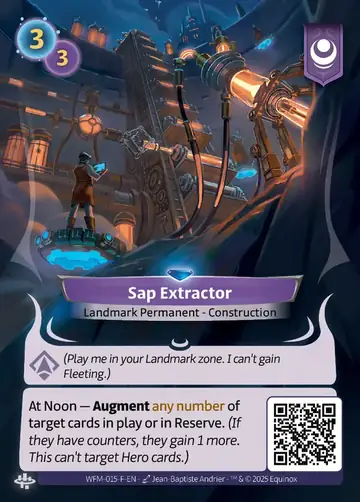 3
3
Sap Extractor
Landmark Permanent - Construction
(Play me in your Landmark zone. I can't gain
Fleeting.)
At Noon — Augment any number of
target cards in play or in Reserve. (If
they have counters, they gain 1 more.
This can't target Hero cards.)
WFM-015-F-EN - Jean-Baptiste Andrier - ™ & © 2025 Equinox